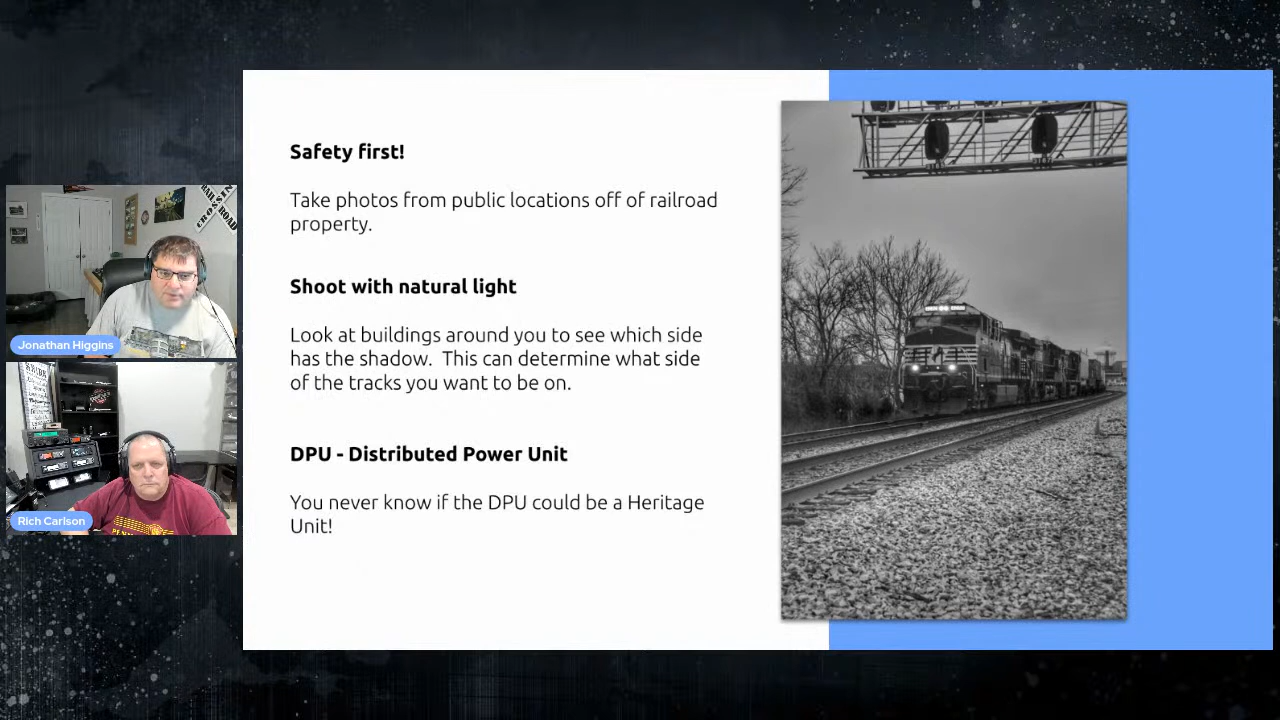 Safety first!
Take photos from public locations off of railroad
property.
Shoot with natural light
Look at buildings around you to see which side
has the shadow.  This can determine what side
of the tracks you want to be on.
DPU - Distributed Power Unit
You never know if the DPU could be a Heritage
Unit!
CROSSING
RAIL ROAD
Jonathan Higgins
Rich Carlson